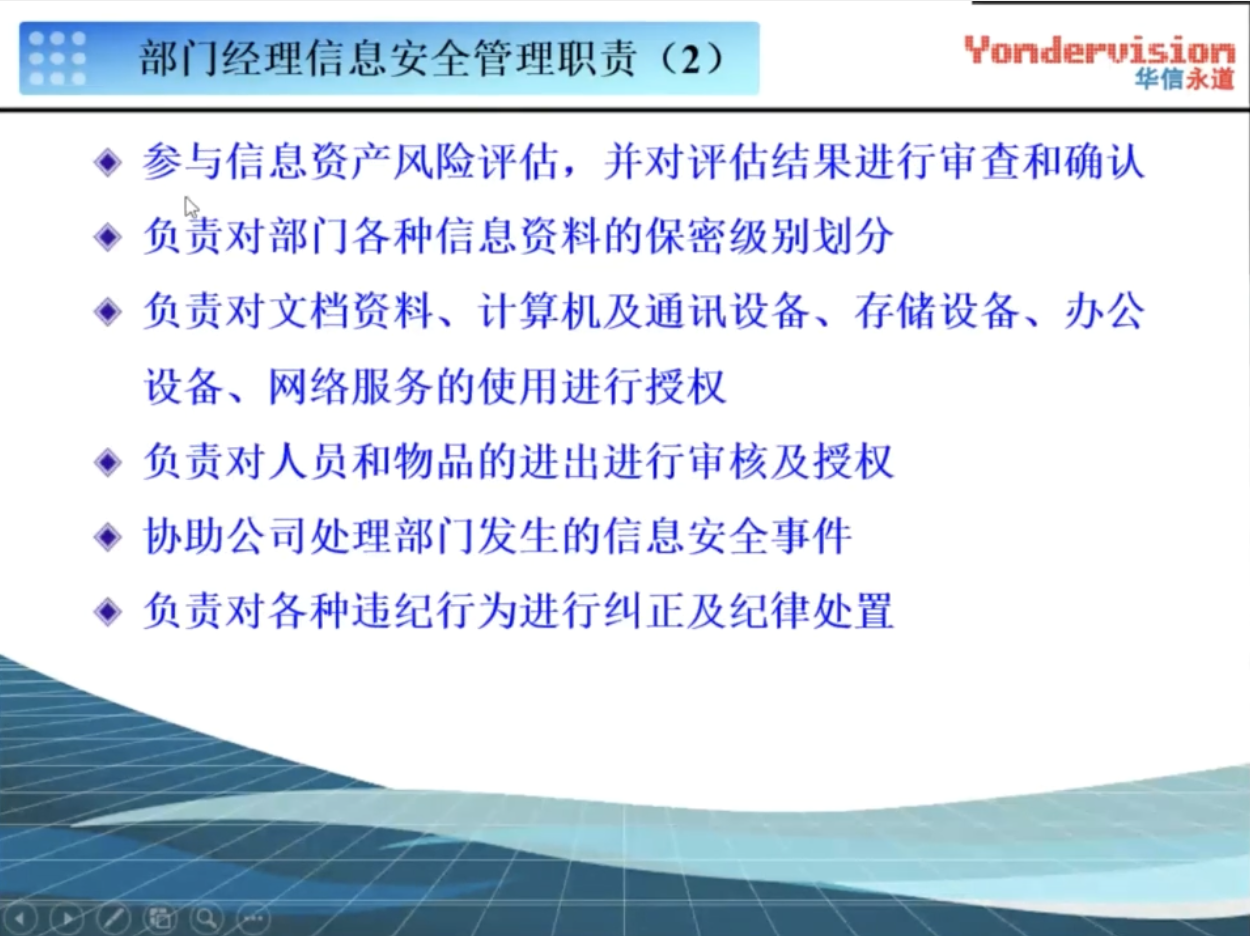 部门经理信息安全管理职责（2）
Yondervision
华信永道
参与信息资产风险评估，并对评估结果进行审查和确认
负责对部门各种信息资料的保密级别划分
负责对文档资料、计算机及通讯设备、存储设备、办公
设备、网络服务的使用进行授权
负责对人员和物品的进出进行审核及授权
协助公司处理部门发生的信息安全事件
负责对各种违纪行为进行纠正及纪律处置